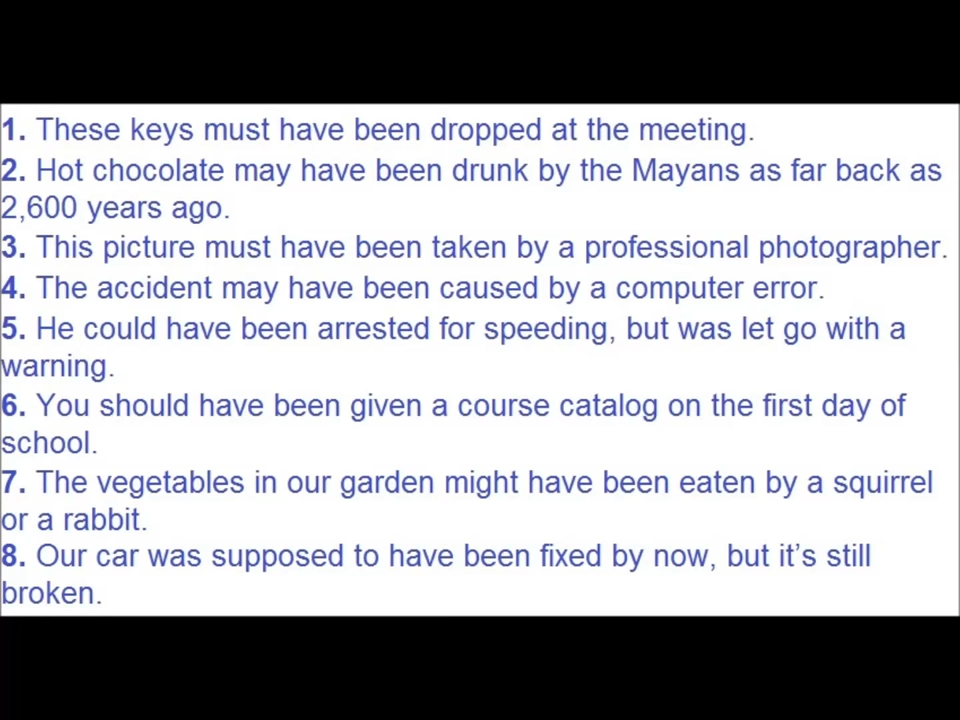 1. These keys must have been dropped at the meeting.
2. Hot chocolate may have been drunk by the Mayans as far back as
2,600 years ago.
3. This picture must have been taken by a professional photographer.
4. The accident may have been caused by a computer error.
5. He could have been arrested for speeding, but was let go with a
warning.
6. You should have been given a course catalog on the first day of
school.
7. The vegetables in our garden might have been eaten by a squirrel
or a rabbit.
8. Our car was supposed to have been fixed by now, but it’s still
broken.